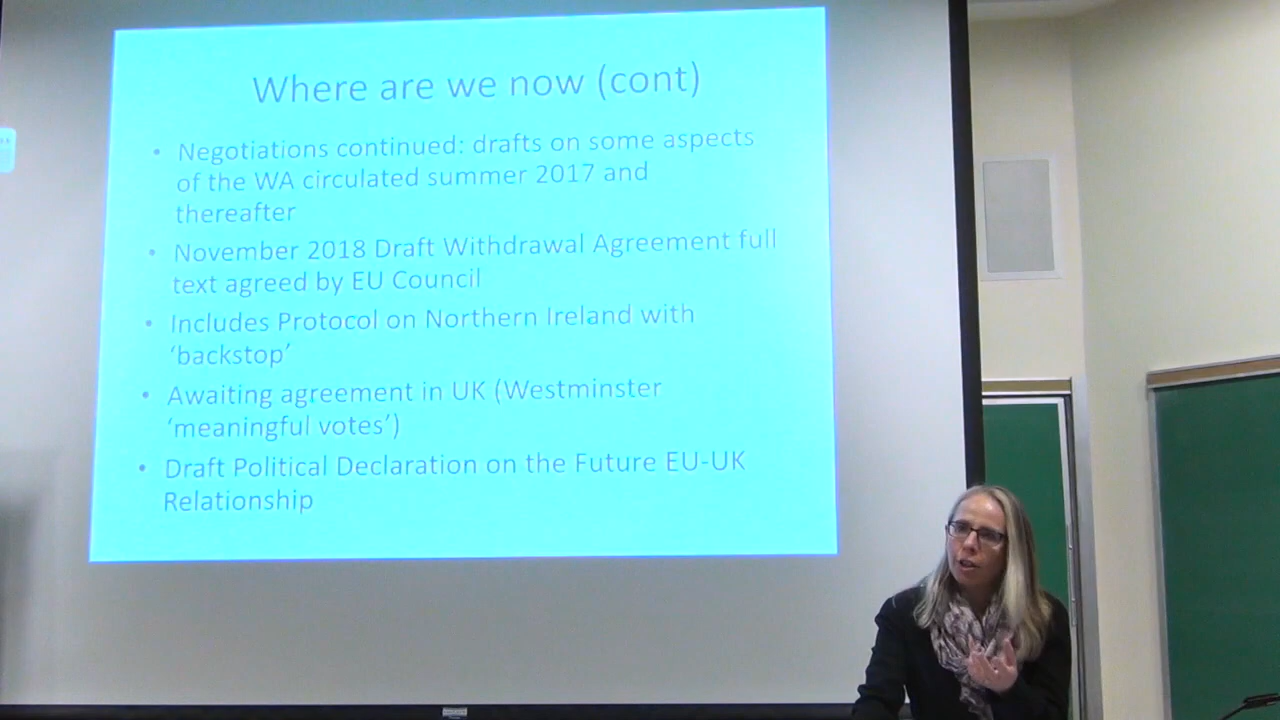 Where are we now (cont)
• Negotiations continued: drafts on some aspects
of the WA circulated summer 2017 and
thereafter
• November 2018 Draft Withdrawal Agreement full
text agreed by EU Council
• Includes Protocol on Northern Ireland with
‘backstop’
• Awaiting agreement in UK (Westminster
‘meaningful votes’)
• Draft Political Declaration on the Future EU-UK
Relationship